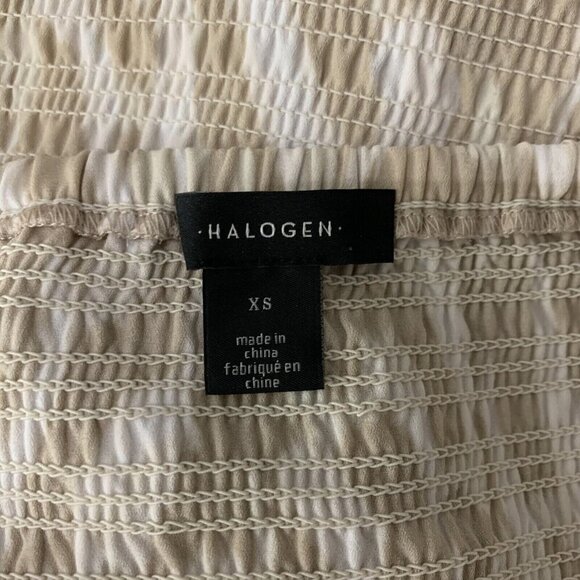 ·HALOGEN·
XS
made in
china
fabriqué en
chine